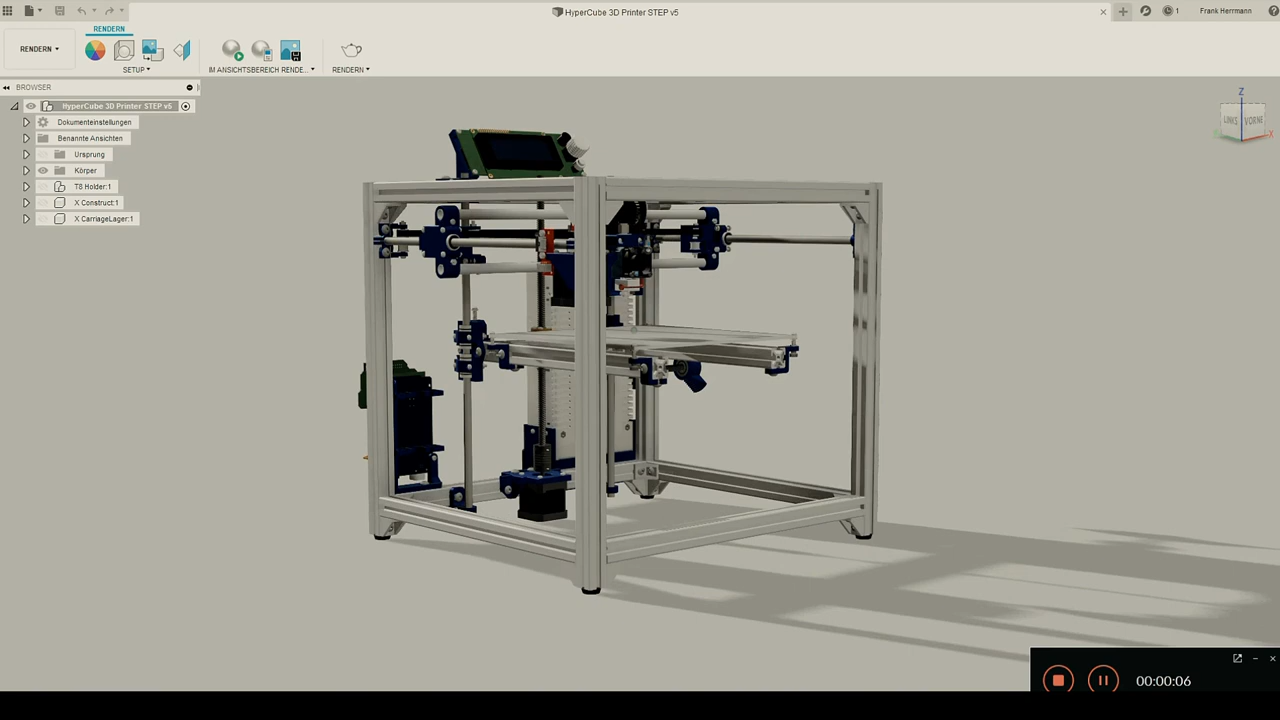 HyperCube 3D Printer STEP v5
1
Frank Herrmann
RENDERN
RENDERN
SETUP
IM ANSICHTSBEREICH RENDE...
RENDERN
BROWSER
HyperCube 3D Printer STEP v5
Dokumenteinstellungen
Benannte Ansichten
Ursprung
Körper
T8 Holder:1
X Construct:1
X CarriageLager:1
Z
LINKS
VORNE
X
00:00:06